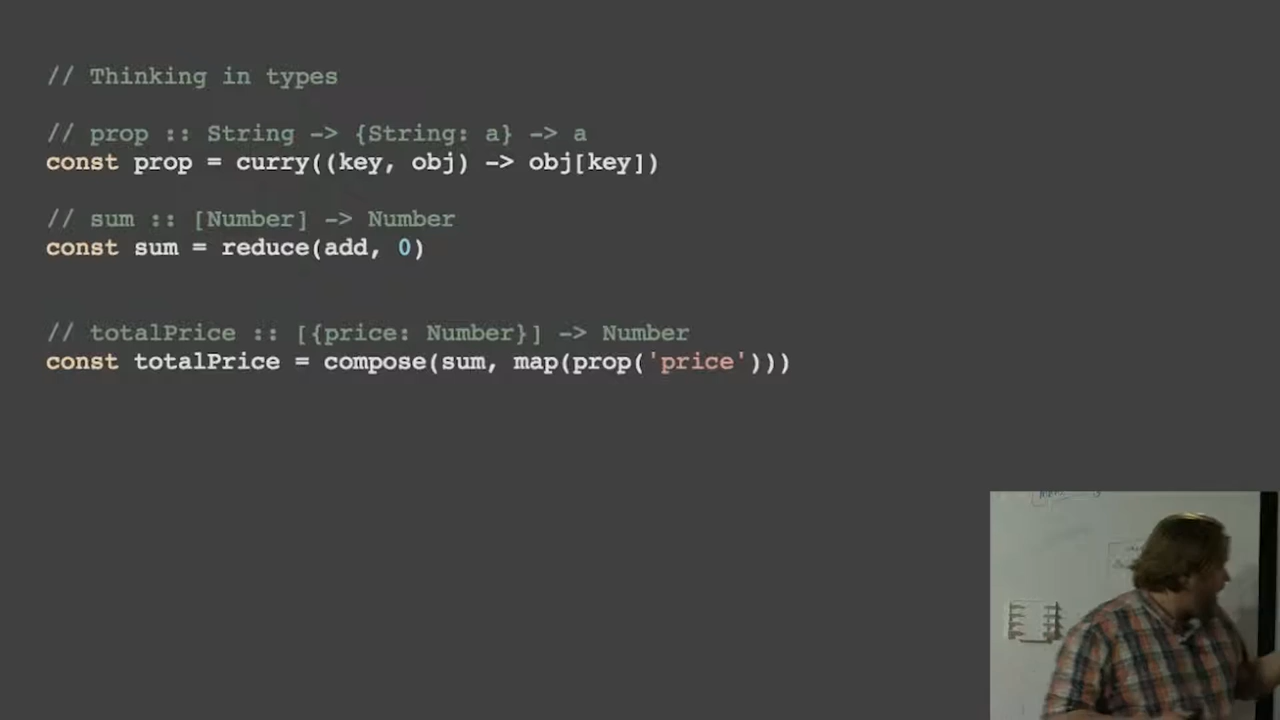 // Thinking in types
// prop :: String -> {String: a} -> a
const prop = curry((key, obj) -> obj[key])
// sum :: [Number] -> Number
const sum = reduce(add, 0)
// totalPrice :: [{price: Number}] -> Number
const totalPrice = compose(sum, map(prop('price')))